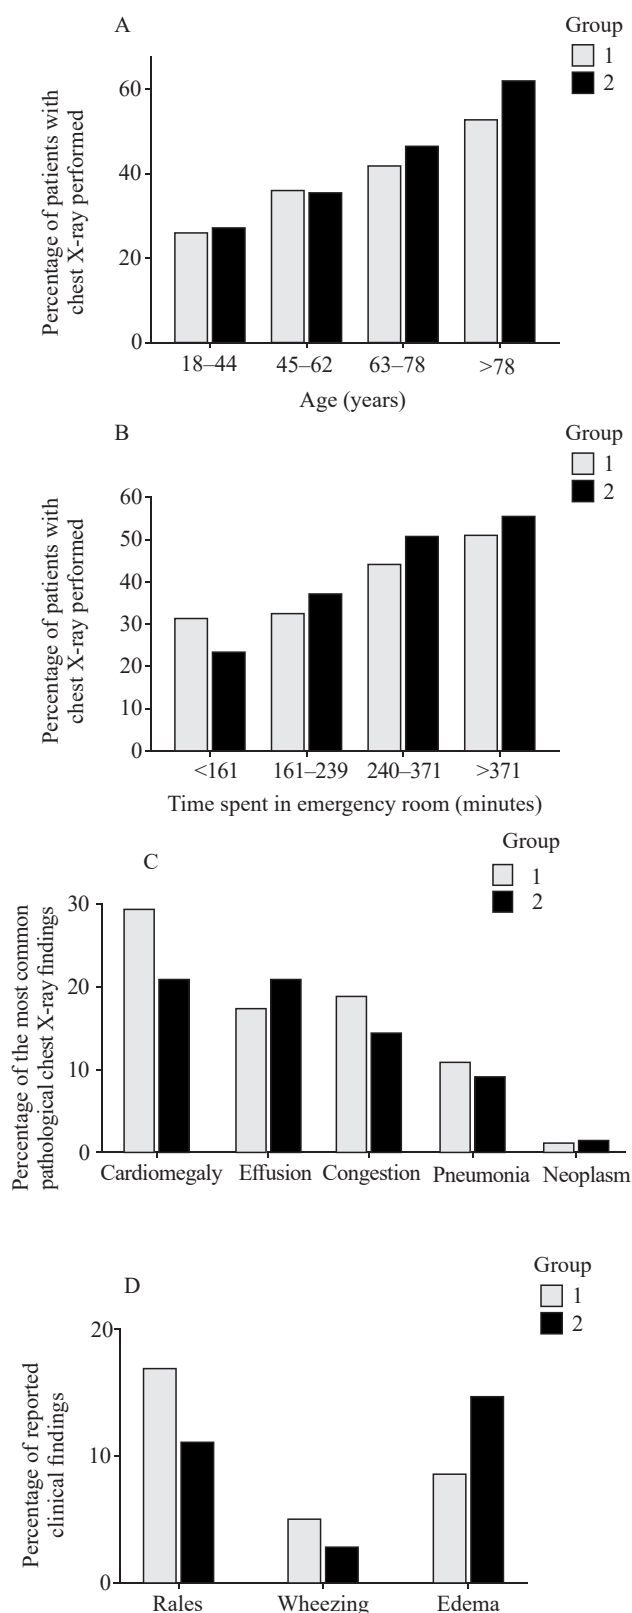 A
Group
1
2
Percentage of patients with
chest X-ray performed
60
40
20
0
18–44 45–62 63–78 >78
Age (years)
B
Group
1
2
Percentage of patients with
chest X-ray performed
60
50
40
30
20
10
0
<161 161–239 240–371 >371
Time spent in emergency room (minutes)
C
Group
1
2
Percentage of the most common
pathological chest X-ray findings
30
20
10
0
Cardiomegaly Effusion Congestion Pneumonia Neoplasm
D
Group
1
2
Percentage of reported
clinical findings
20
10
0
Rales Wheezing Edema